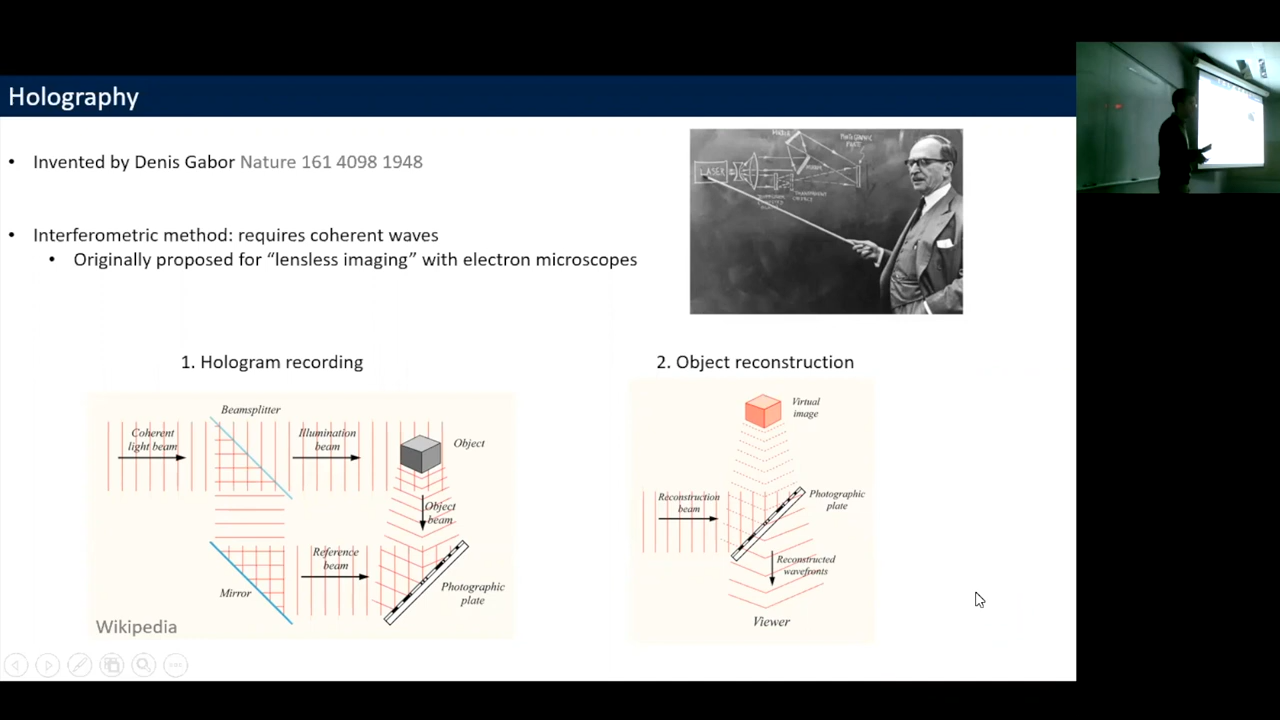 Holography
• Invented by Denis Gabor Nature 161 4098 1948
• Interferometric method: requires coherent waves
• Originally proposed for “lensless imaging” with electron microscopes
LASER
1. Hologram recording
Beamsplitter
Coherent
light beam
Illumination
beam
Object
Object
beam
Reference
beam
Mirror
Photographic
plate
Wikipedia
2. Object reconstruction
Virtual
image
Reconstruction
beam
Photographic
plate
Reconstructed
wavefronts
Viewer